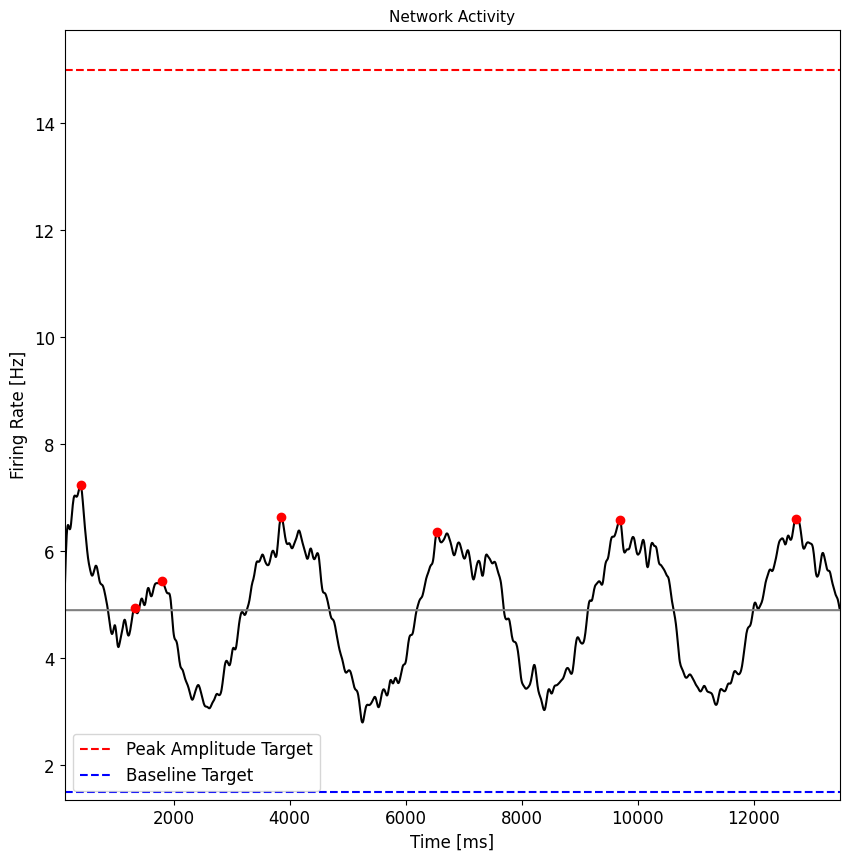 Network Activity
Firing Rate [Hz]
14
12
10
8
6
4
2
Peak Amplitude Target
Baseline Target
2000 4000 6000 8000 10000 12000
Time [ms]